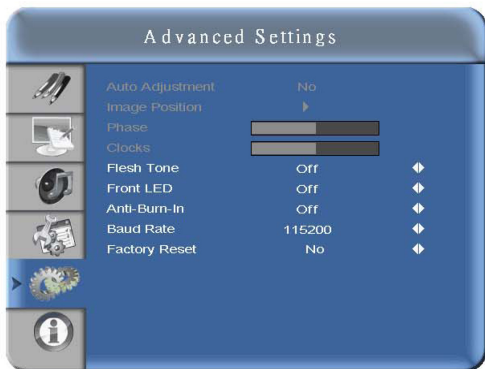 Advanced Settings
Auto Adjustment No
Image Position
Phase
Clocks
Flesh Tone Off
Front LED Off
Anti-Burn-In Off
Baud Rate 115200
Factory Reset No